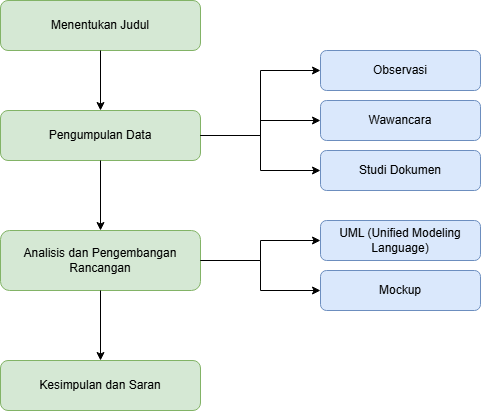 Menentukan Judul
Observasi
Pengumpulan Data
Wawancara
Studi Dokumen
Analisis dan Pengembangan
Rancangan
UML (Unified Modeling
Language)
Mockup
Kesimpulan dan Saran